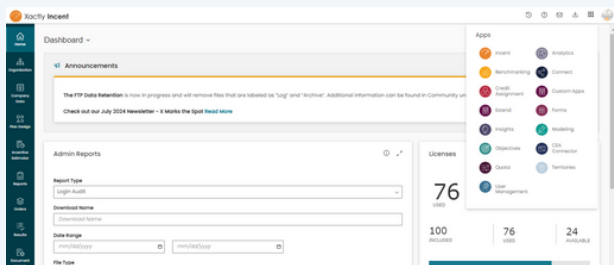 Xactly Incent
Dashboard
Apps
Incent
Analytics
Benchmarking
Connect
Credit Assignment
Custom Apps
Extend
Forms
Insights
Modeling
Objectives
CEA Connector
Quota
Territories
User Management
Home
Organization
Company Data
Plan Design
Incentive Estimator
Reports
Orders
Results
Document
Announcements
The FTP Data Retention is now in progress and will remove files that are labeled as "Log" and "Archive". Additional information can be found in Community un
Check out our July 2024 Newsletter - X Marks the Spot Read More
Admin Reports
Report Type
Login Audit
Download Name
Download Name
Date Range
mm/dd/yyyy
mm/dd/yyyy
File Type
Licenses
76
USED
100
INCLUDED
76
USED
24
AVAILABLE